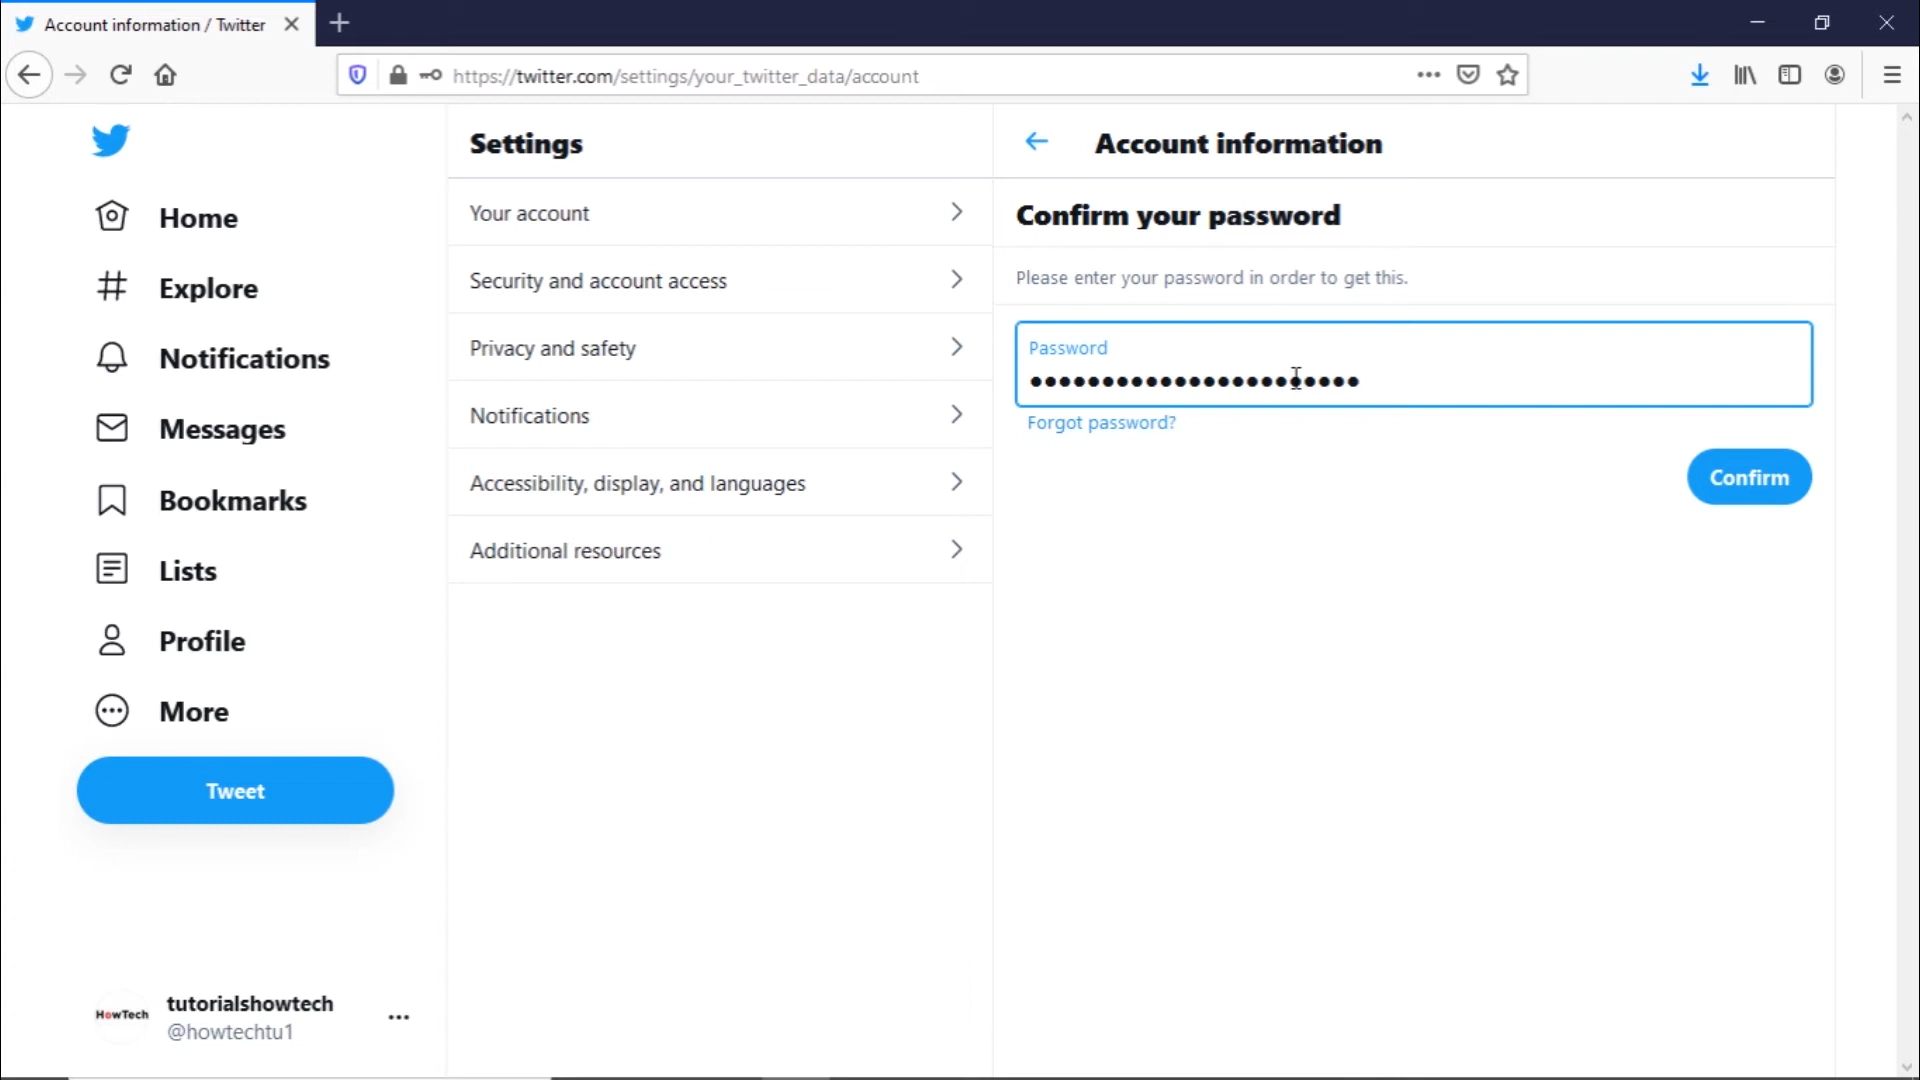 Account information / Twitter
https://twitter.com/settings/your_twitter_data/account
Home
Explore
Notifications
Messages
Bookmarks
Lists
Profile
More
Tweet
HowTech
tutorialshowtech
@howtechtu1
Settings
Your account
Security and account access
Privacy and safety
Notifications
Accessibility, display, and languages
Additional resources
Account information
Confirm your password
Please enter your password in order to get this.
Password
●●●●●●●●●●●●●●●●●●●●●●●
Forgot password?
Confirm